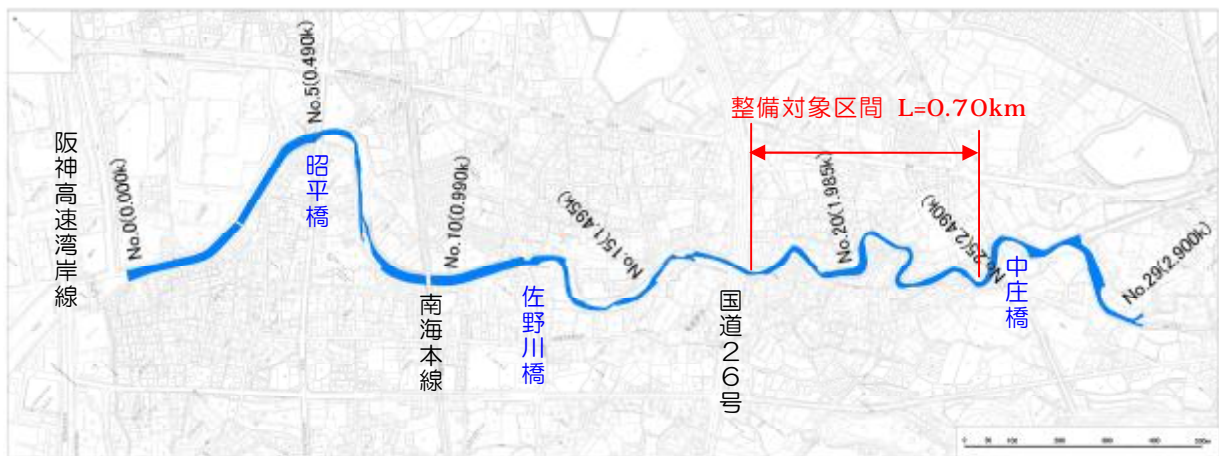 整備対象区間 L=0.70km
阪神高速湾岸線
No.0(0.000k)
No.5(0.490k)
昭平橋
南海本線
No.10(0.990k)
佐野川橋
No.15(1.495k)
国道26号
No.20(1.985k)
No.25(2.490k)
中庄橋
No.29(2.900k)